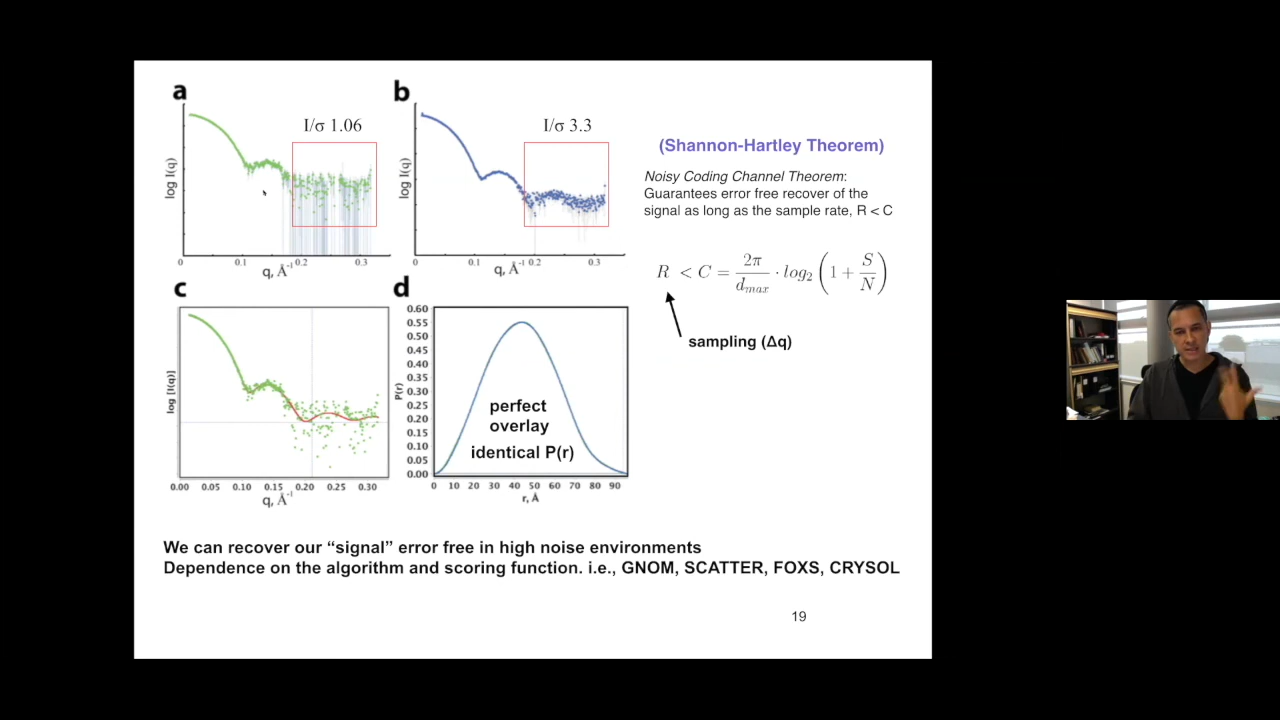 a
I/σ 1.06
log I(q)
0
0.1
0.2
0.3
q, Å-1
b
I/σ 3.3
log I(q)
0
0.1
0.2
0.3
q, Å-1
(Shannon-Hartley Theorem)
Noisy Coding Channel Theorem:
Guarantees error free recover of the
signal as long as the sample rate, R < C
R < C = 2π/dmax · log2 (1 + S/N)
sampling (Δq)
c
log [I(q)]
0.00 0.05 0.10 0.15 0.20 0.25 0.30
q, Å-1
d
P(r)
0.60
0.55
0.50
0.45
0.40
0.35
0.30
0.25
0.20
0.15
0.10
0.05
0.00
perfect
overlay
identical P(r)
0 10 20 30 40 50 60 70 80 90
r, Å
We can recover our “signal” error free in high noise environments
Dependence on the algorithm and scoring function. i.e., GNOM, SCATTER, FOXS, CRYSOL
19